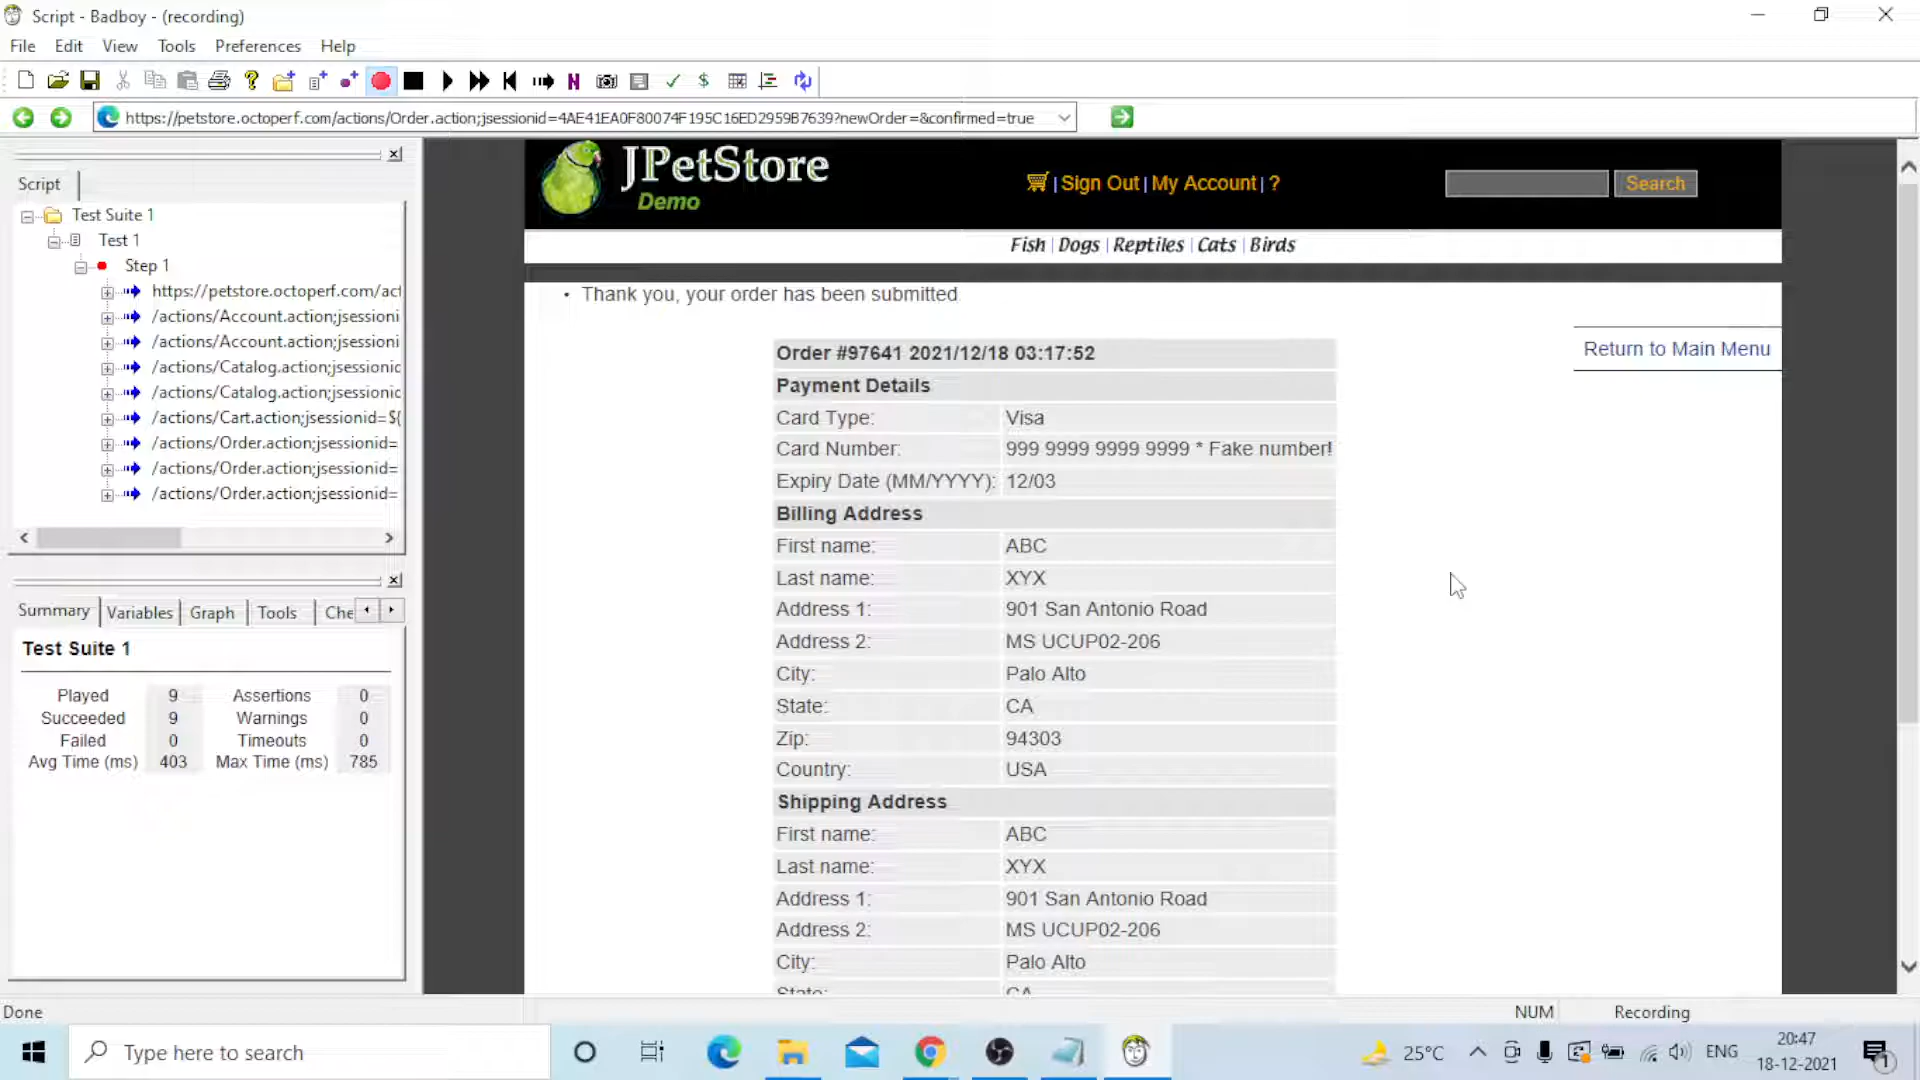 Script - Badboy - (recording)
File Edit View Tools Preferences Help
N ✓ $
https://petstore.octoperf.com/actions/Order.action;jsessionid=4AE41EA0F80074F195C16ED2959B7639?newOrder=&confirmed=true
Script
Test Suite 1
Test 1
Step 1
https://petstore.octoperf.com/act
/actions/Account.action;jsessioni
/actions/Account.action;jsessioni
/actions/Catalog.action;jsessionic
/actions/Catalog.action;jsessionic
/actions/Cart.action;jsessionid=${
/actions/Order.action;jsessionid=
/actions/Order.action;jsessionid=
/actions/Order.action;jsessionid=
Summary Variables Graph Tools Che
Test Suite 1
Played 9 Assertions 0
Succeeded 9 Warnings 0
Failed 0 Timeouts 0
Avg Time (ms) 403 Max Time (ms) 785
JPetStore
Demo
| Sign Out | My Account | ?
Search
Fish | Dogs | Reptiles | Cats | Birds
• Thank you, your order has been submitted.
Return to Main Menu
Order #97641 2021/12/18 03:17:52
Payment Details
Card Type: Visa
Card Number: 999 9999 9999 9999 * Fake number!
Expiry Date (MM/YYYY): 12/03
Billing Address
First name: ABC
Last name: XYX
Address 1: 901 San Antonio Road
Address 2: MS UCUP02-206
City: Palo Alto
State: CA
Zip: 94303
Country: USA
Shipping Address
First name: ABC
Last name: XYX
Address 1: 901 San Antonio Road
Address 2: MS UCUP02-206
City: Palo Alto
State: CA
Done
NUM Recording
Type here to search
25°C
ENG
20:47
18-12-2021
1